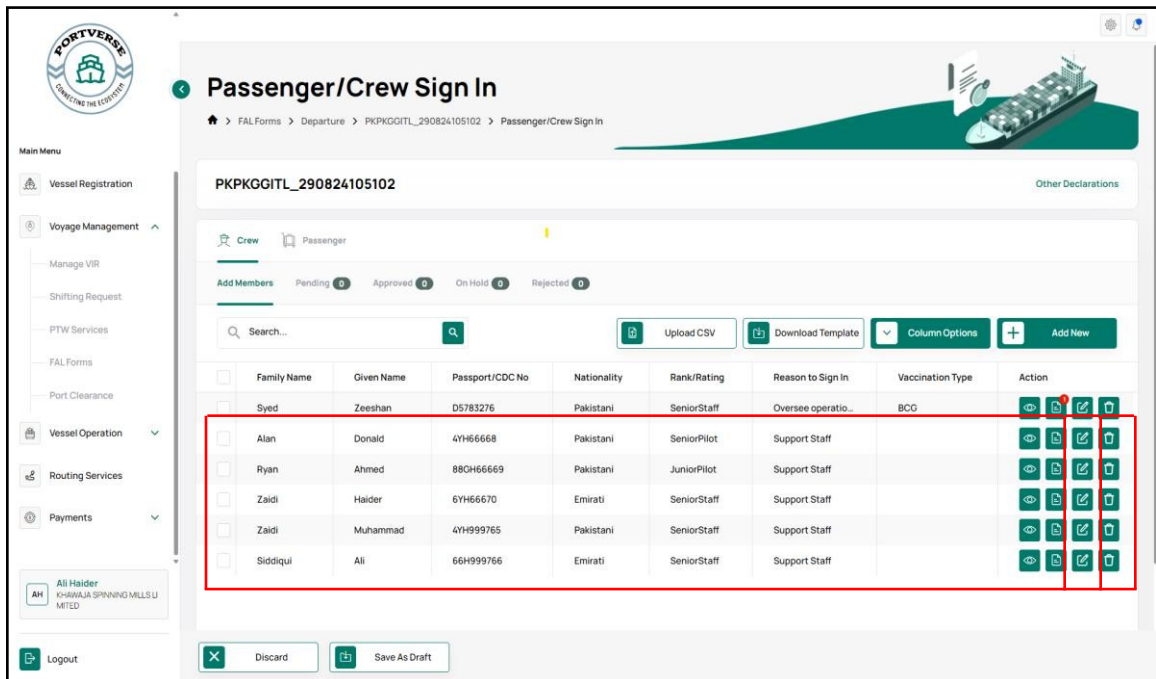 PORTVERSE
CONNECTING THE ECOSYSTEM
Main Menu
Vessel Registration
Voyage Management
Manage VIR
Shifting Request
PTW Services
FAL Forms
Port Clearance
Vessel Operation
Routing Services
Payments
AH
Ali Haider
KHAWAJA SPINNING MILLS LI
MITED
Logout
Passenger/Crew Sign In
> FAL Forms > Departure > PKPKGGITL_290824105102 > Passenger/Crew Sign In
PKPKGGITL_290824105102 Other Declarations
Crew Passenger
Add Members Pending 0 Approved 0 On Hold 0 Rejected 0
Search... Upload CSV Download Template Column Options Add New
Family Name Given Name Passport/CDC No Nationality Rank/Rating Reason to Sign In Vaccination Type Action
Syed Zeeshan D5783276 Pakistani SeniorStaff Oversee operatio... BCG
Alan Donald 4YH66668 Pakistani SeniorPilot Support Staff
Ryan Ahmed 88GH66669 Pakistani JuniorPilot Support Staff
Zaidi Haider 6YH66670 Emirati SeniorStaff Support Staff
Zaidi Muhammad 4YH999765 Pakistani SeniorStaff Support Staff
Siddiqui Ali 66H999766 Emirati SeniorStaff Support Staff
Discard Save As Draft